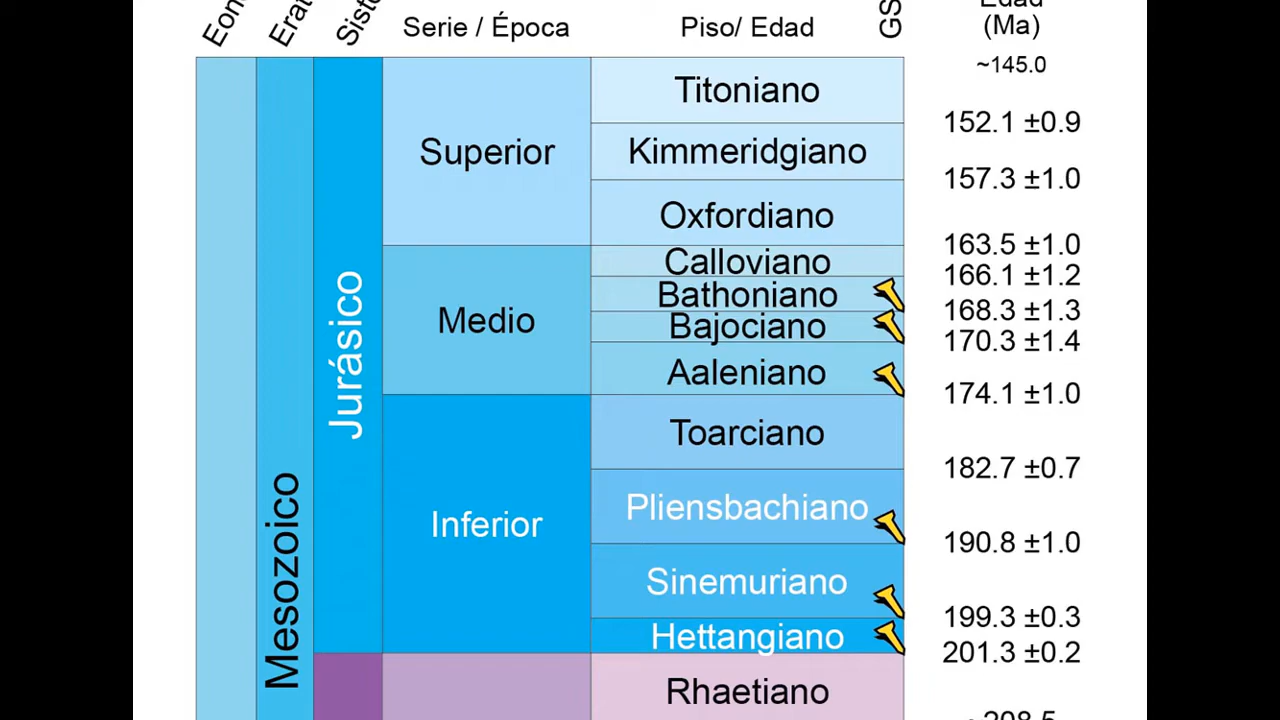 Serie / Época
Piso/ Edad
GS
Edad
(Ma)
~145.0
Jurásico
Mesozoico
Superior
Titoniano
152.1 ±0.9
Kimmeridgiano
157.3 ±1.0
Oxfordiano
163.5 ±1.0
Medio
Calloviano
166.1 ±1.2
Bathoniano
168.3 ±1.3
Bajociano
170.3 ±1.4
Aaleniano
174.1 ±1.0
Inferior
Toarciano
182.7 ±0.7
Pliensbachiano
190.8 ±1.0
Sinemuriano
199.3 ±0.3
Hettangiano
201.3 ±0.2
Rhaetiano